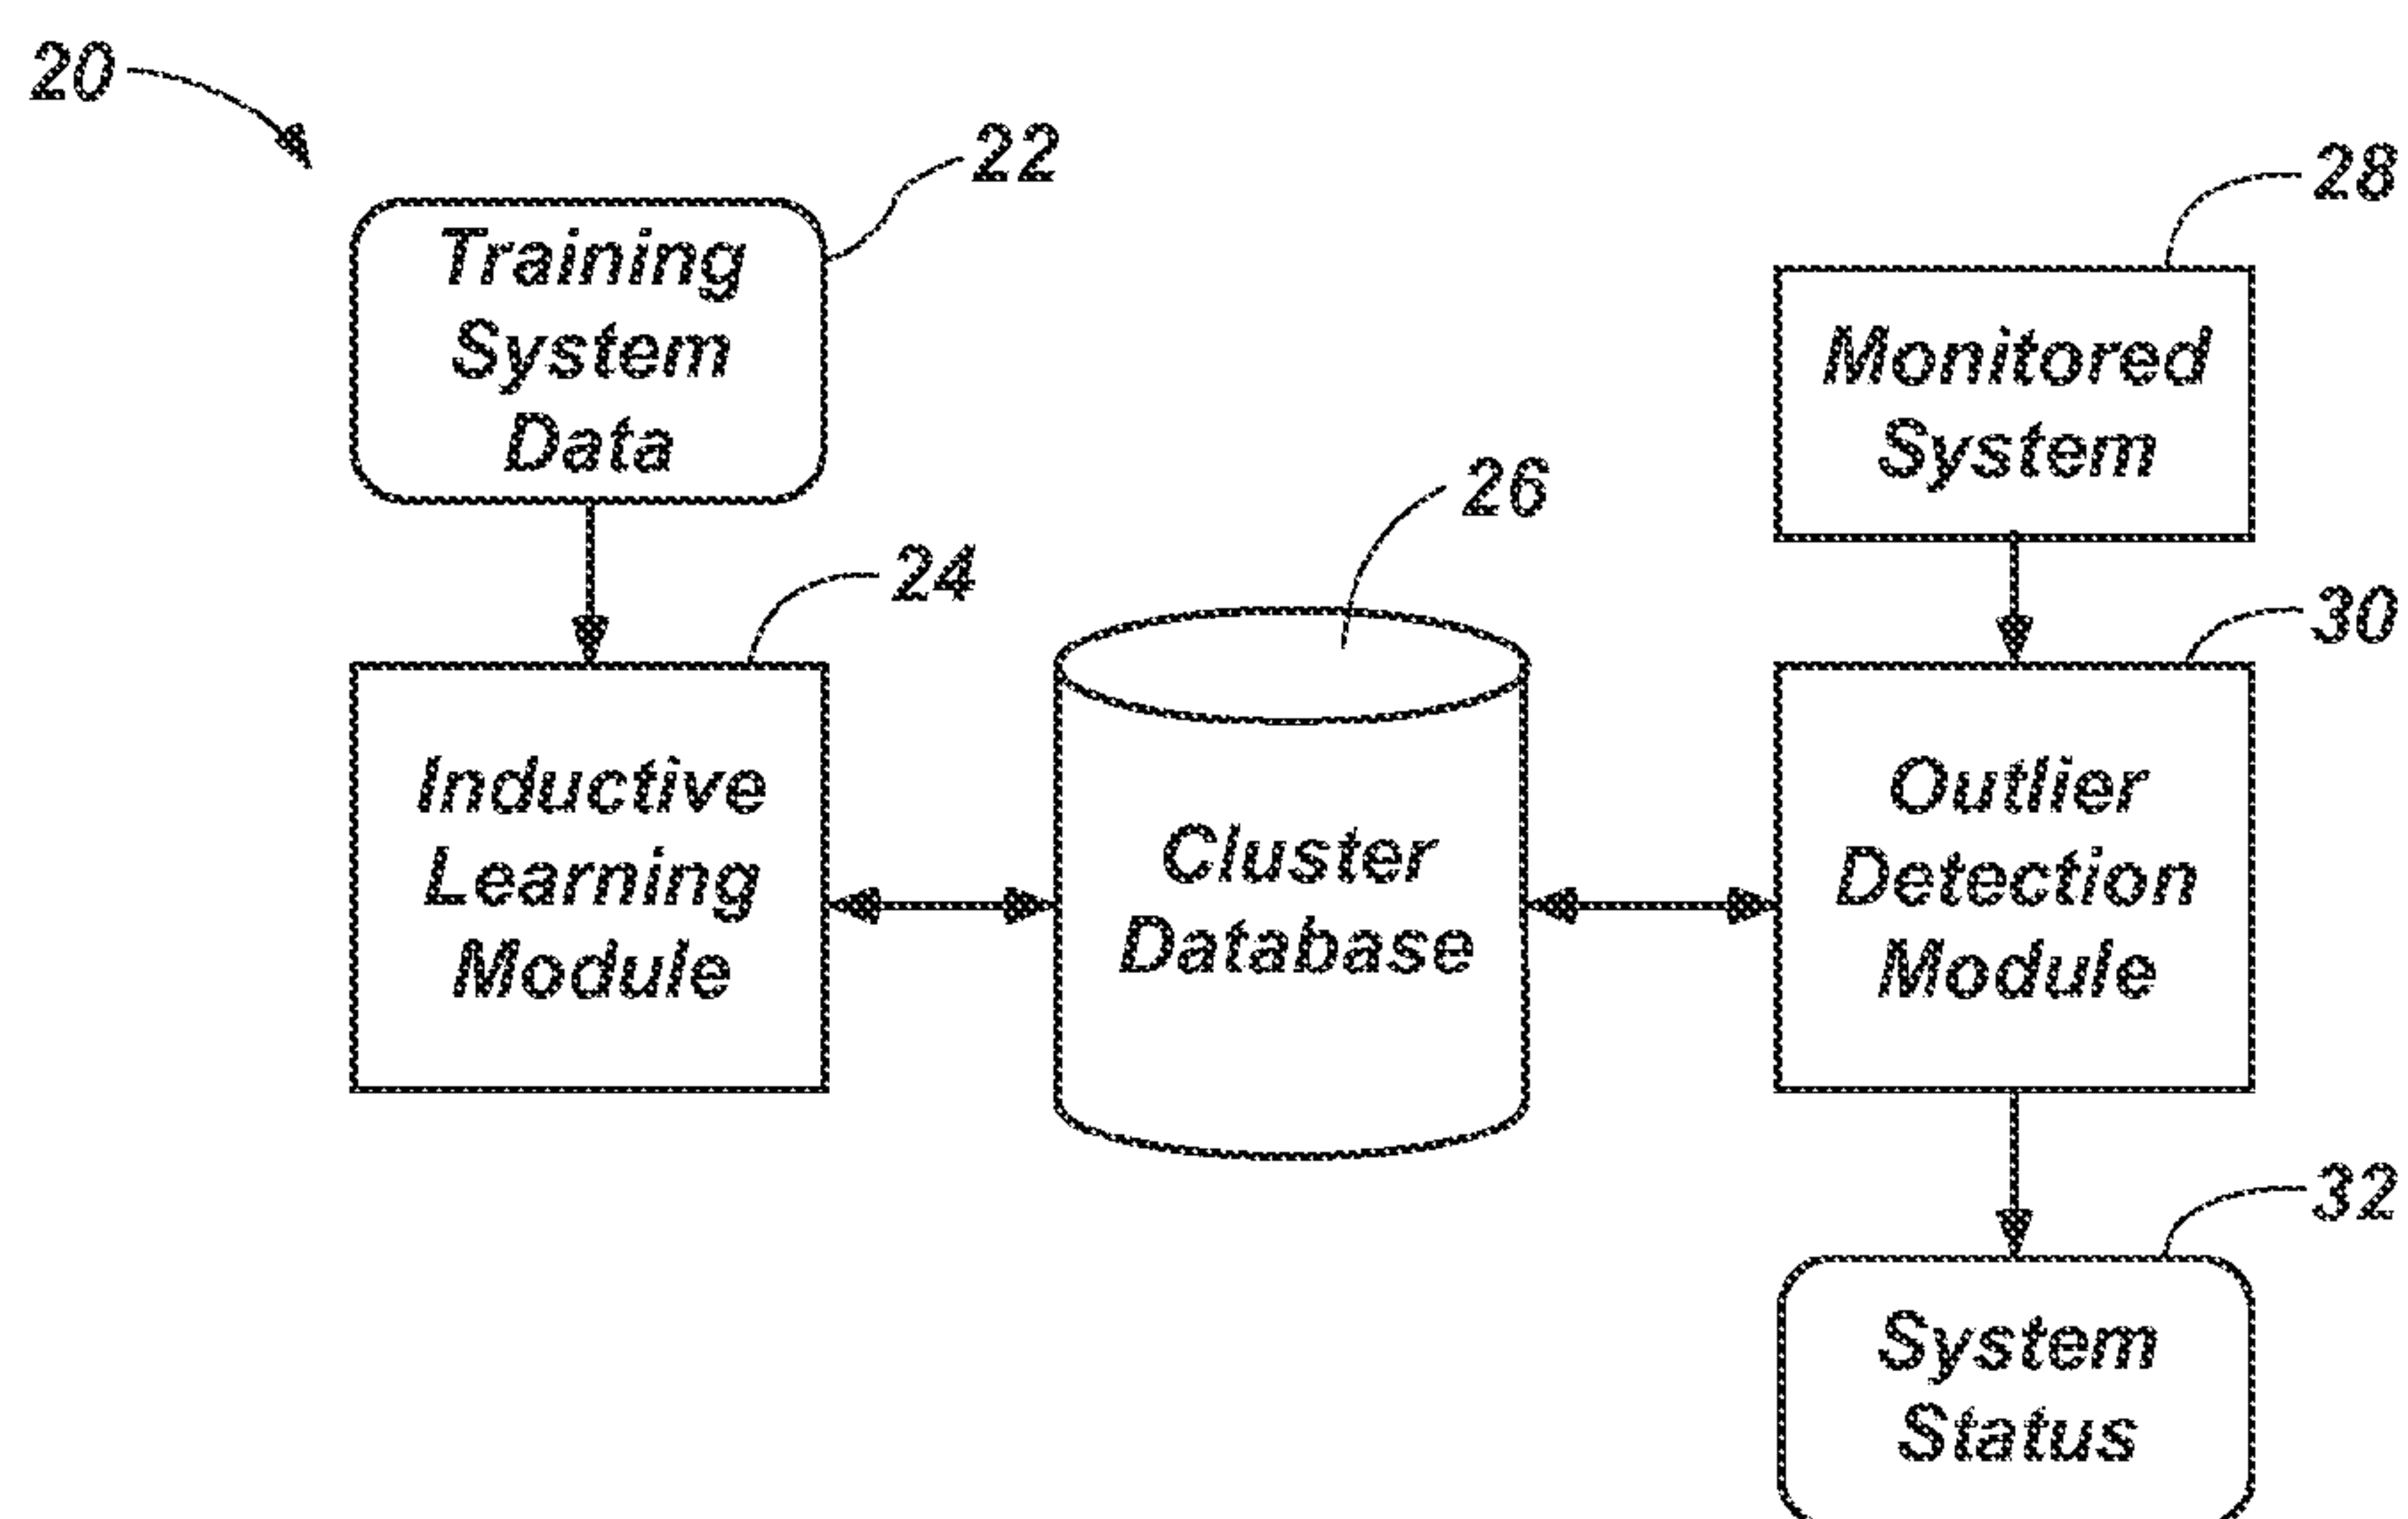 20
22
Training
System
Data
28
Monitored
System
24
26
30
Inductive
Learning
Module
Cluster
Database
Outlier
Detection
Module
32
System
Status